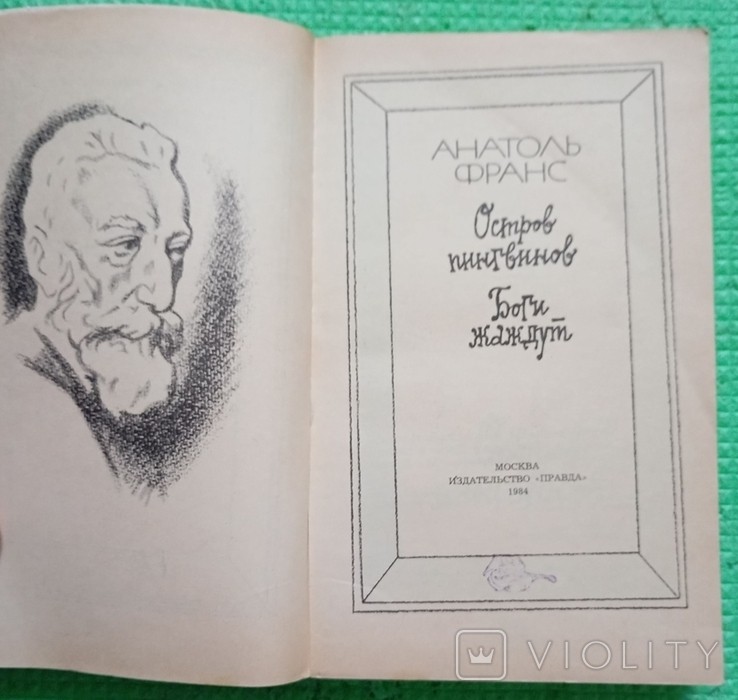 АНАТОЛЬ
ФРАНС
Остров
пингвинов
Боги
жаждут
МОСКВА
ИЗДАТЕЛЬСТВО «ПРАВДА»
1984
VIOLITY